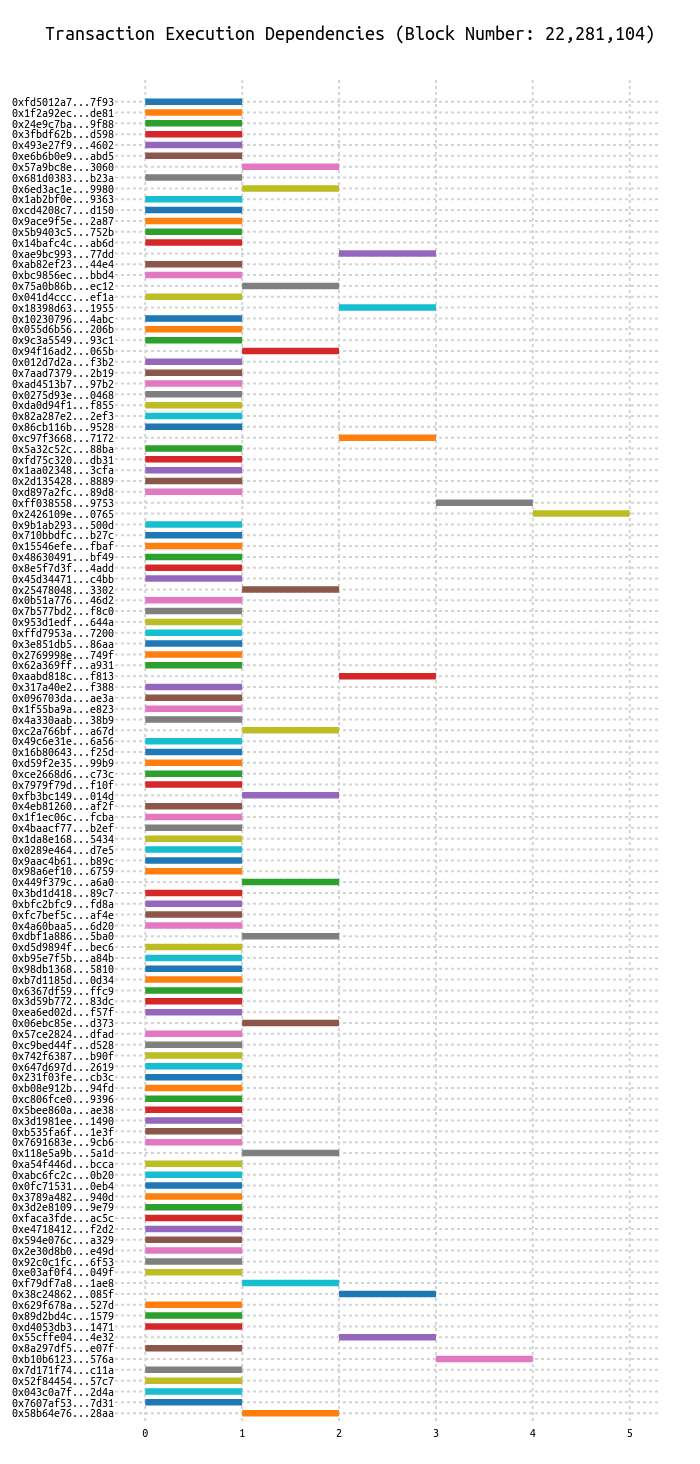 Transaction Execution Dependencies (Block Number: 22,281,104)
0xfd5012a7...7f93
0x1f2a92ec...de81
0x24e9c7ba...9f88
0x3fbdf62b...d598
0x493e27f9...4602
0xe6b6b0e9...abd5
0x57a9bc8e...3060
0x681d0383...b23a
0x6ed3ac1e...9980
0x1ab2bf0e...9363
0xcd4208c7...d150
0x9ace9f5e...2a87
0x5b9403c5...752b
0x14bafc4c...ab6d
0xae9bc993...77dd
0xab82ef23...44e4
0xbc9856ec...bbd4
0x75a0b86b...ec12
0x041d4ccc...ef1a
0x18398d63...1955
0x10230796...4abc
0x055d6b56...206b
0x9c3a5549...93c1
0x94f16ad2...065b
0x012d7d2a...f3b2
0x7aad7379...2b19
0xad4513b7...97b2
0x0275d93e...0468
0xda0d94f1...f855
0x82a287e2...2ef3
0x86cb116b...9528
0xc97f3668...7172
0x5a32c52c...88ba
0xfd75c320...db31
0x1aa02348...3cfa
0x2d135428...8889
0xd897a2fc...89d8
0xff038558...9753
0x2426109e...0765
0x9b1ab293...500d
0x710bbdfc...b27c
0x15546efe...fbaf
0x48630491...bf49
0x8e5f7d3f...4add
0x45d34471...c4bb
0x25478048...3302
0x0b51a776...46d2
0x7b577bd2...f8c0
0x953d1edf...644a
0xffd7953a...7200
0x3e851db5...86aa
0x2769998e...749f
0x62a369ff...a931
0xaabd818c...f813
0x317a40e2...f388
0x096703da...ae3a
0x1f55ba9a...e823
0x4a330aab...38b9
0xc2a766bf...a67d
0x49c6e31e...6a56
0x16b80643...f25d
0xd59f2e35...99b9
0xce2668d6...c73c
0x7979f79d...f10f
0xfb3bc149...014d
0x4eb81260...af2f
0x1f1ec06c...fcba
0x4baacf77...b2ef
0x1da8e168...5434
0x0289e464...d7e5
0x9aac4b61...b89c
0x98a6ef10...6759
0x449f379c...a6a0
0x3bd1d418...89c7
0xbfc2bfc9...fd8a
0xfc7bef5c...af4e
0x4a60baa5...6d20
0xdbf1a886...5ba0
0xd5d9894f...bec6
0xb95e7f5b...a84b
0x98db1368...5810
0xb7d1185d...0d34
0x6367df59...ffc9
0x3d59b772...83dc
0xea6ed02d...f57f
0x06ebc85e...d373
0x57ce2824...dfad
0xc9bed44f...d528
0x742f6387...b90f
0x647d697d...2619
0x231f03fe...cb3c
0xb08e912b...94fd
0xc806fce0...9396
0x5bee860a...ae38
0x3d1981ee...1490
0xb535fa6f...1e3f
0x7691683e...9cb6
0x118e5a9b...5a1d
0xa54f446d...bcca
0xabc6fc2c...0b20
0x0fc71531...0eb4
0x3789a482...940d
0x3d2e8109...9e79
0xfaca3fde...ac5c
0xe4718412...f2d2
0x594e076c...a329
0x2e30d8b0...e49d
0x92c0c1fc...6f53
0xe03af0f4...049f
0xf79df7a8...1ae8
0x38c24862...085f
0x629f678a...527d
0x89d2bd4c...1579
0xd4053db3...1471
0x55cffe04...4e32
0x8a297df5...e07f
0xb10b6123...576a
0x7d171f74...c11a
0x52f84454...57c7
0x043c0a7f...2d4a
0x7607af53...7d31
0x58b64e76...28aa
0 1 2 3 4 5